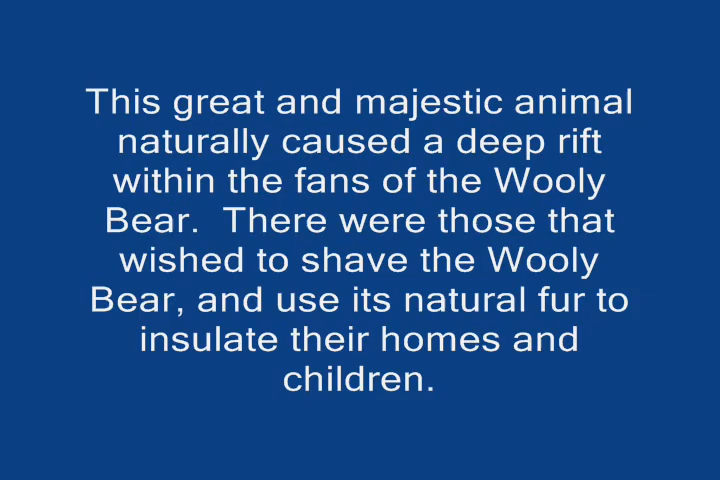 This great and majestic animal
naturally caused a deep rift
within the fans of the Wooly
Bear.  There were those that
wished to shave the Wooly
Bear, and use its natural fur to
insulate their homes and
children.